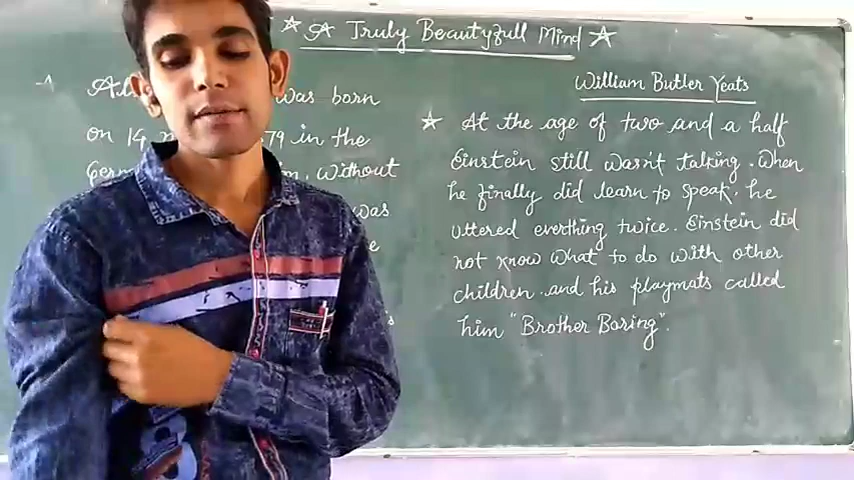 A Truly Beautyfull Mind
William Butler Yeats
was born
on 14 79 in the
without
was
At the age of two and a half
Einstein still wasn't talking. When
he finally did learn to speak, he
uttered everthing twice. Einstein did
not know what to do with other
children .and his playmats called
him "Brother Boring".